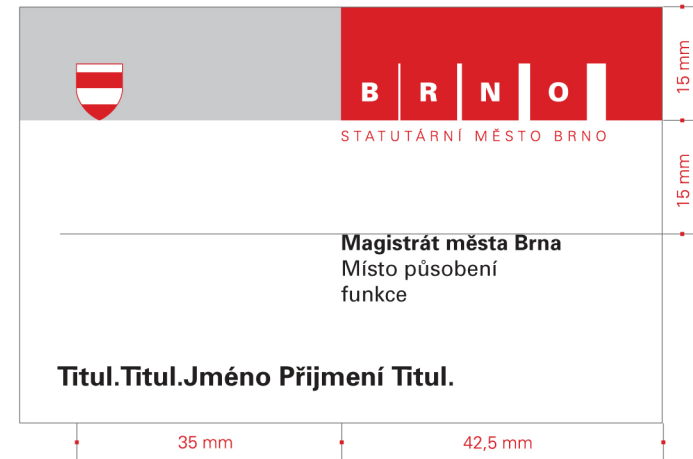 B R N O
STATUTÁRNÍ MĚSTO BRNO
15 mm
15 mm
Magistrát města Brna
Místo působení
funkce
Titul.Titul.Jméno Přijmení Titul.
35 mm
42,5 mm